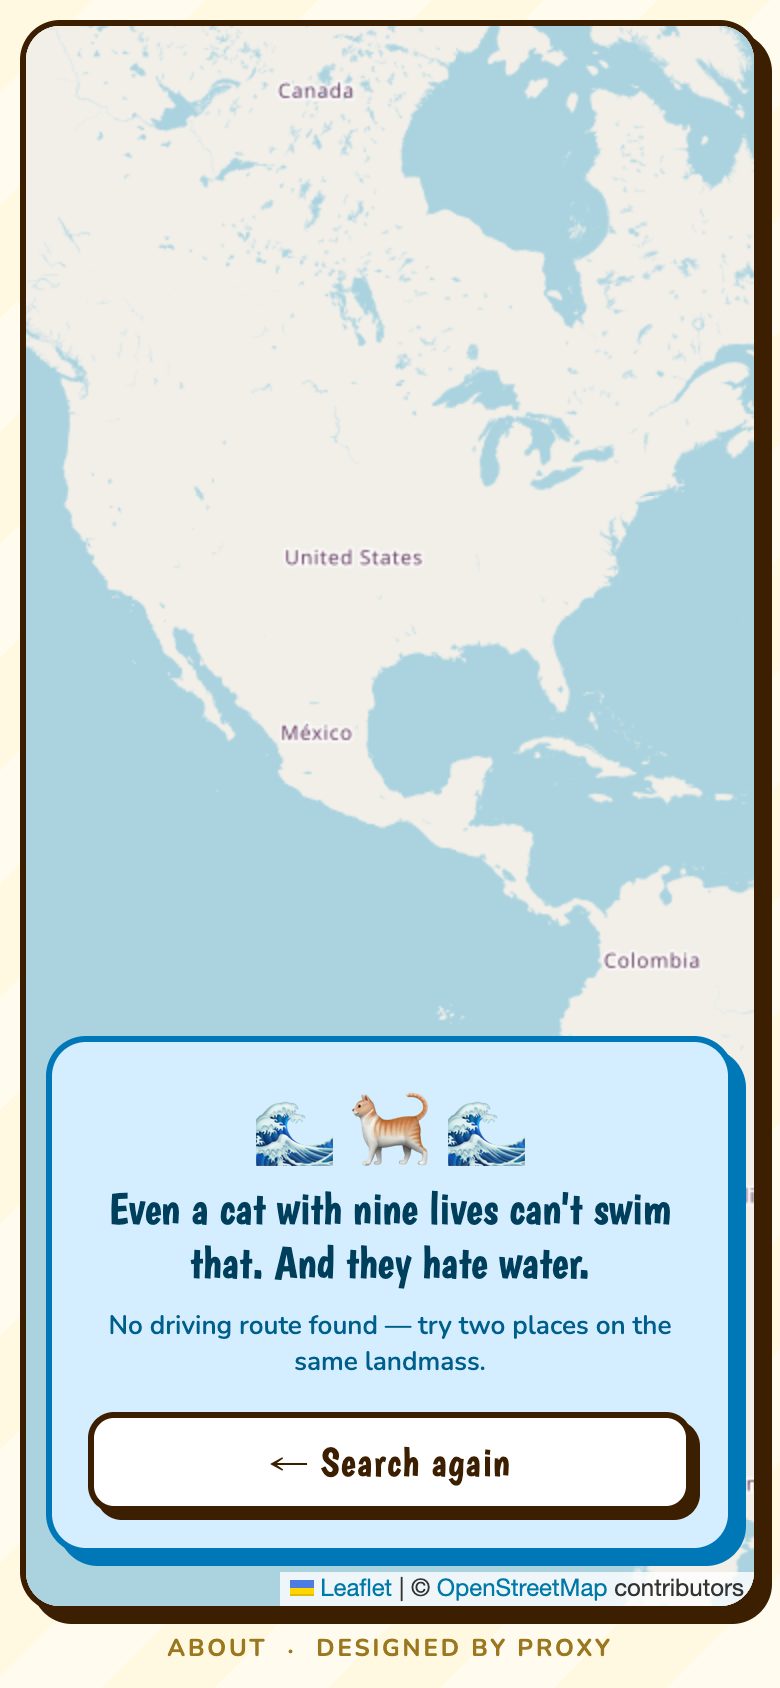 Canada
United States
México
Colombia
Even a cat with nine lives can't swim
that. And they hate water.
No driving route found — try two places on the
same landmass.
← Search again
Leaflet | © OpenStreetMap contributors
ABOUT · DESIGNED BY PROXY